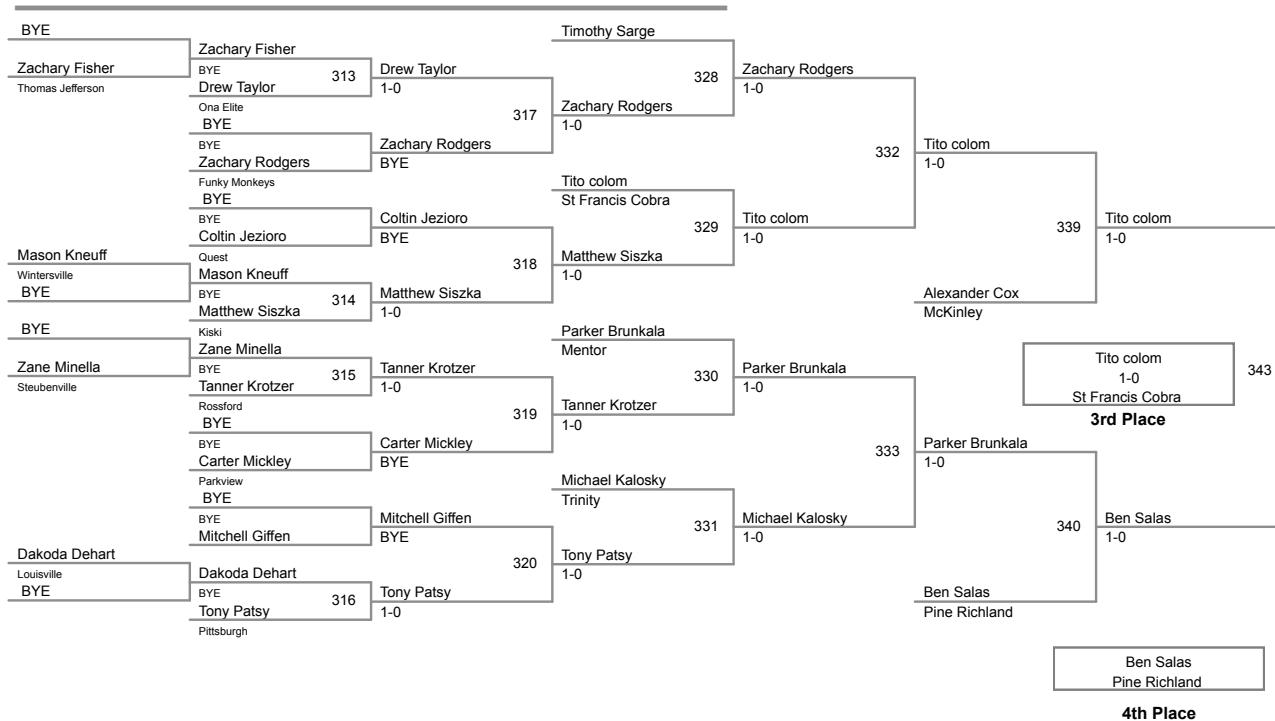 BYE
Zachary Fisher
Thomas Jefferson
Mason Kneuff
Wintersville
BYE
BYE
Zane Minella
Steubenville
Dakoda Dehart
Louisville
BYE
Zachary Fisher
BYE
313
Drew Taylor
Ona Elite
BYE
BYE
Zachary Rodgers
Funky Monkeys
BYE
BYE
Coltin Jezioro
Quest
Mason Kneuff
BYE
314
Matthew Siszka
Kiski
Zane Minella
BYE
315
Tanner Krotzer
Rossford
BYE
BYE
Carter Mickley
Parkview
BYE
BYE
Mitchell Giffen
Dakoda Dehart
BYE
316
Tony Patsy
Pittsburgh
Drew Taylor
1-0
317
Zachary Rodgers
BYE
Coltin Jezioro
BYE
318
Matthew Siszka
1-0
Tanner Krotzer
1-0
319
Carter Mickley
BYE
Mitchell Giffen
BYE
320
Tony Patsy
1-0
Timothy Sarge
328
Zachary Rodgers
1-0
Tito colom
St Francis Cobra
329
Matthew Siszka
1-0
Parker Brunkala
Mentor
330
Tanner Krotzer
1-0
Michael Kalosky
Trinity
331
Tony Patsy
1-0
Zachary Rodgers
1-0
332
Tito colom
1-0
Parker Brunkala
1-0
333
Michael Kalosky
1-0
Tito colom
1-0
339
Alexander Cox
McKinley
Parker Brunkala
1-0
340
Ben Salas
Pine Richland
Tito colom
1-0
Tito colom
1-0
St Francis Cobra
343
3rd Place
Ben Salas
1-0
Ben Salas
Pine Richland
4th Place